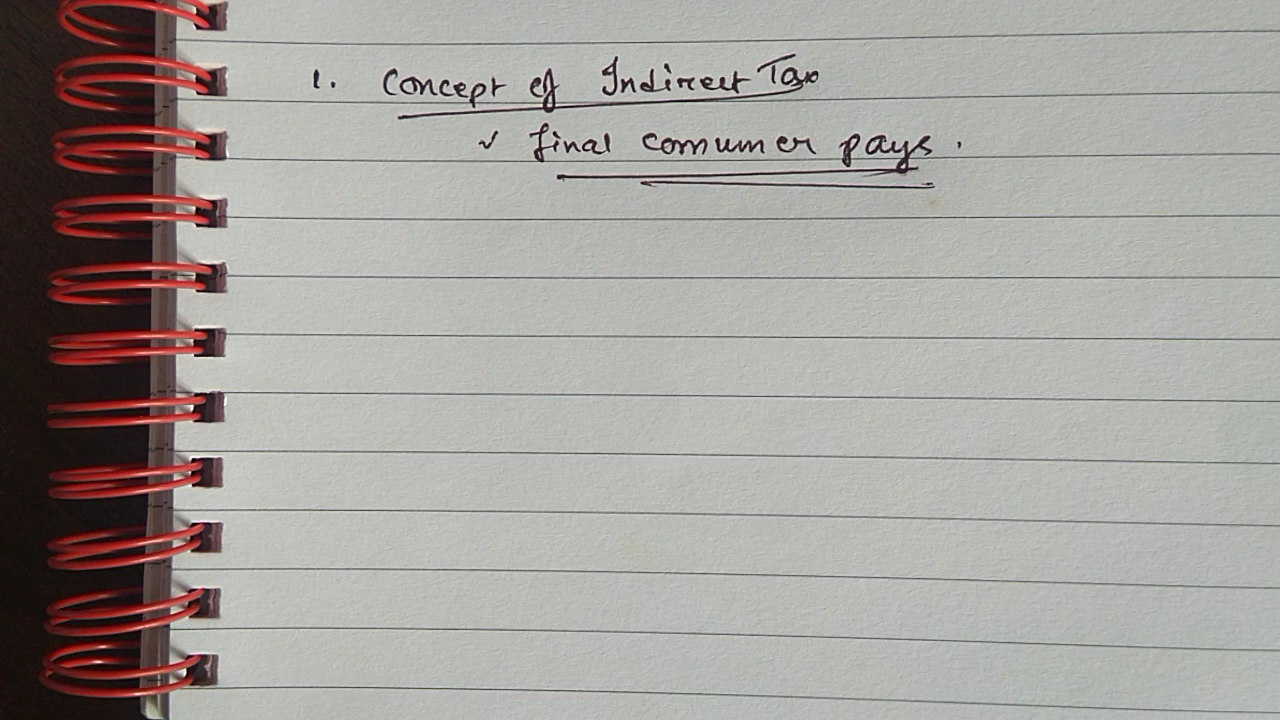 1. Concept of Indirect Tax
✓ final consumer pays.